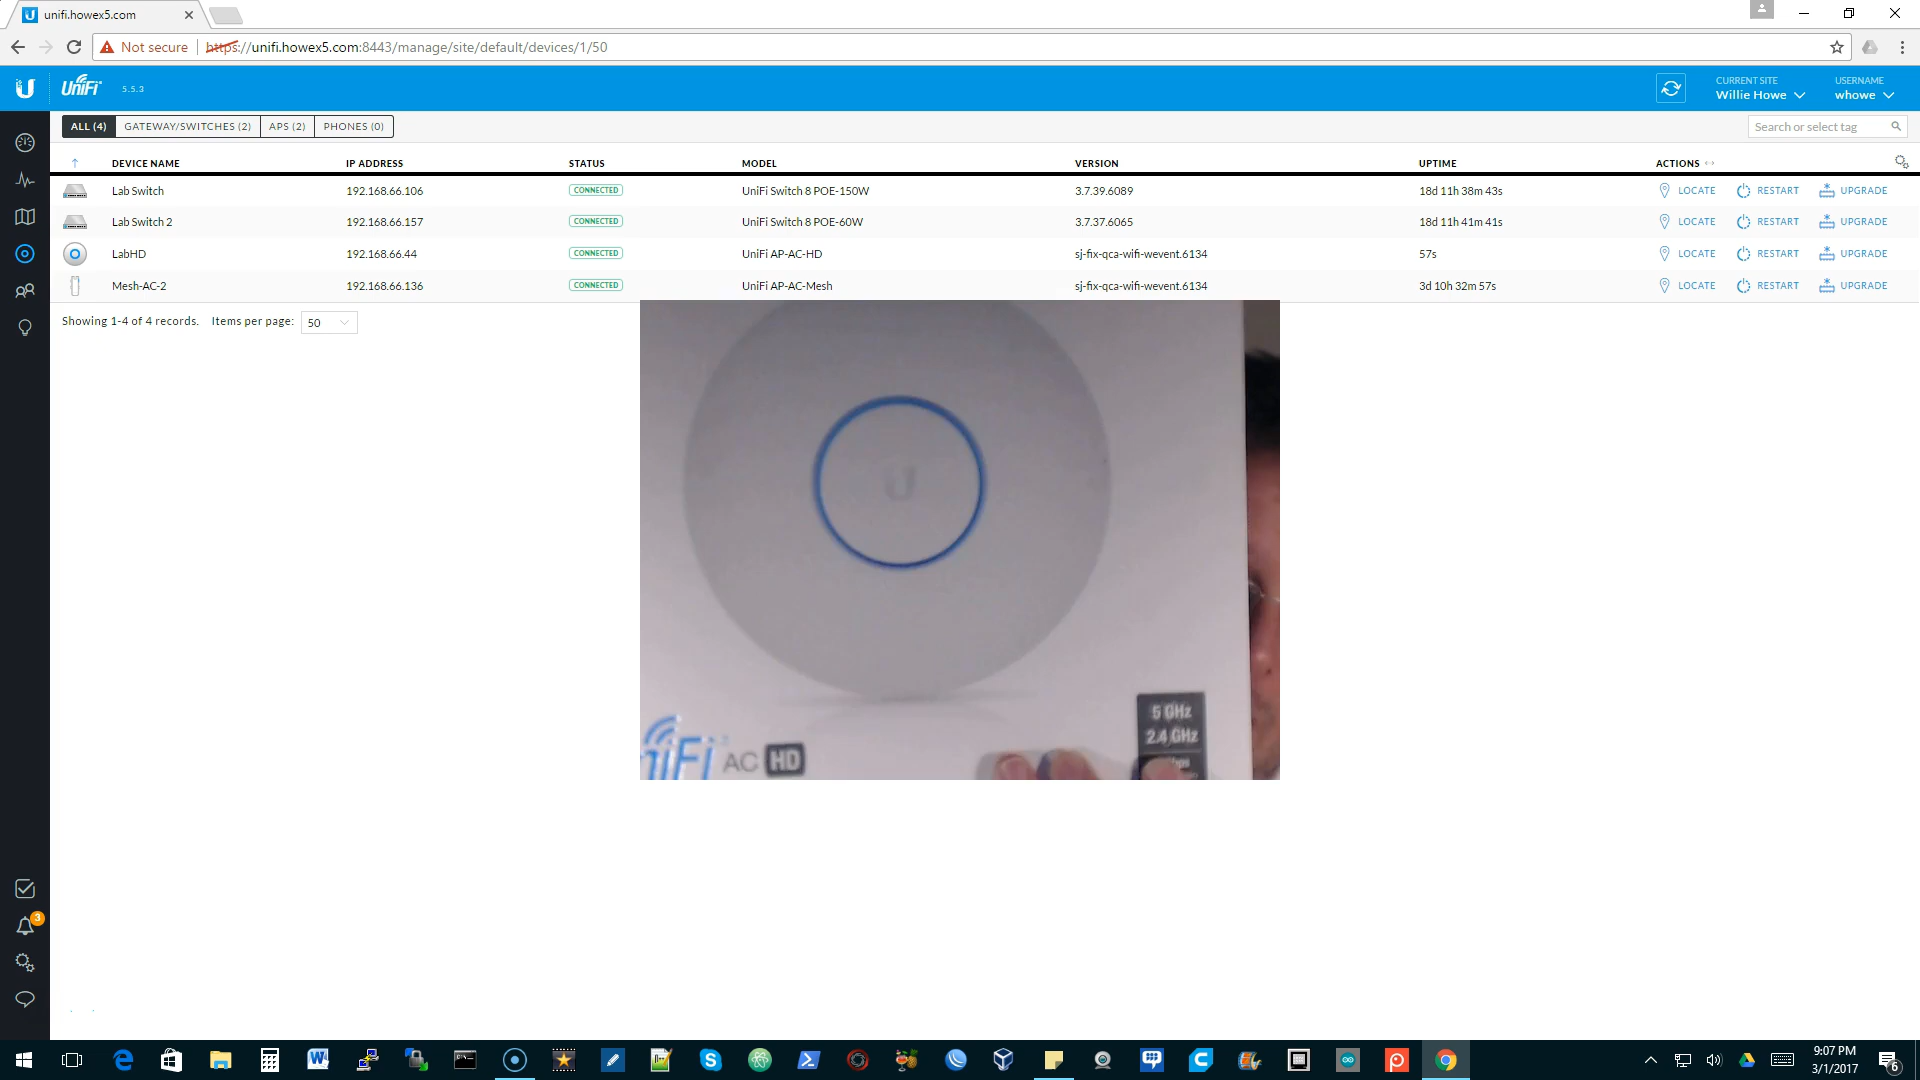 unifi.howex5.com
Not secure https://unifi.howex5.com:8443/manage/site/default/devices/1/50
UniFi 5.5.3 CURRENT SITE USERNAME
Willie Howe whowe
ALL (4) GATEWAY/SWITCHES (2) APS (2) PHONES (0) Search or select tag
DEVICE NAME IP ADDRESS STATUS MODEL VERSION UPTIME ACTIONS
Lab Switch 192.168.66.106 CONNECTED UniFi Switch 8 POE-150W 3.7.39.6089 18d 11h 38m 43s LOCATE RESTART UPGRADE
Lab Switch 2 192.168.66.157 CONNECTED UniFi Switch 8 POE-60W 3.7.37.6065 18d 11h 41m 41s LOCATE RESTART UPGRADE
LabHD 192.168.66.44 CONNECTED UniFi AP-AC-HD sj-fix-qca-wifi-wevent.6134 57s LOCATE RESTART UPGRADE
Mesh-AC-2 192.168.66.136 CONNECTED UniFi AP-AC-Mesh sj-fix-qca-wifi-wevent.6134 3d 10h 32m 57s LOCATE RESTART UPGRADE
Showing 1-4 of 4 records. Items per page: 50
5 GHz
2.4 GHz
AC HD
3
9:07 PM
3/1/2017
6